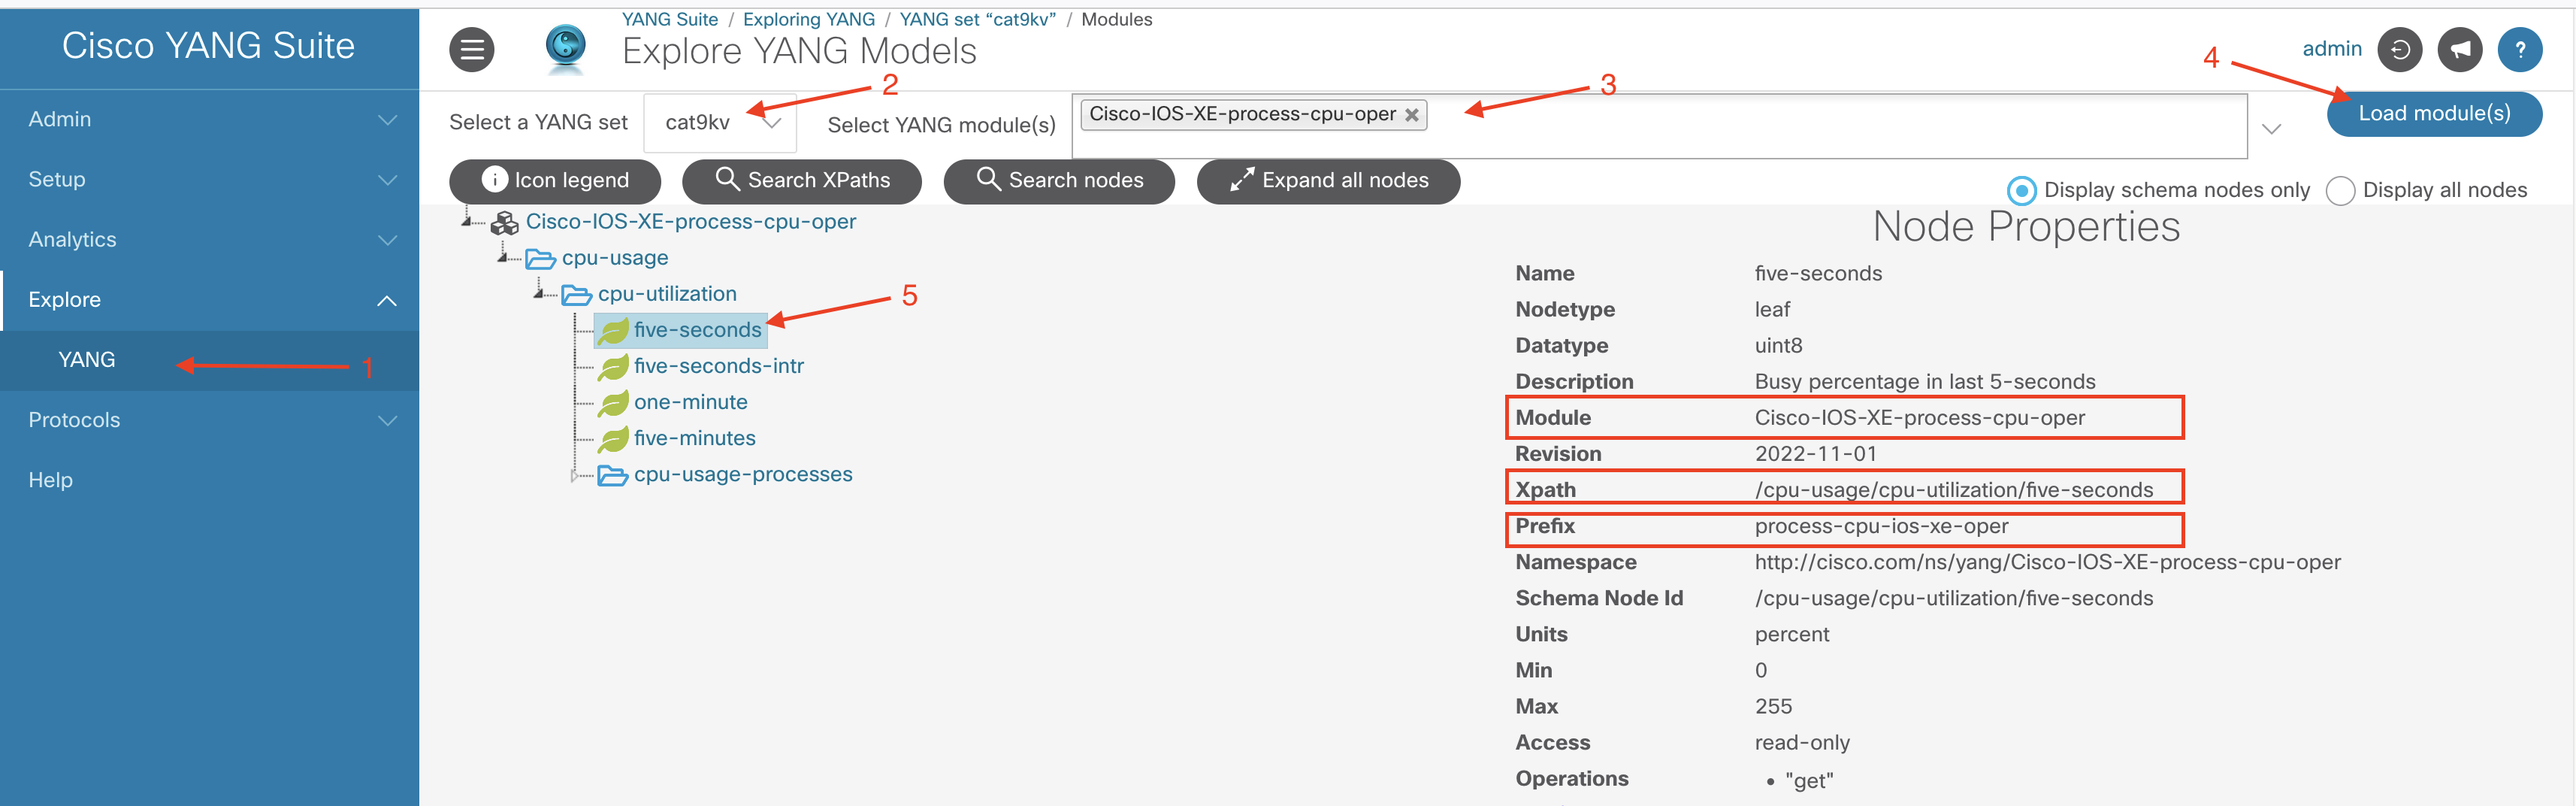 Cisco YANG Suite
Admin
Setup
Analytics
Explore
YANG
1
Protocols
Help
YANG Suite / Exploring YANG / YANG set “cat9kv” / Modules
Explore YANG Models
admin
?
2
3
4
Select a YANG set
cat9kv
Select YANG module(s)
Cisco-IOS-XE-process-cpu-oper
Load module(s)
i Icon legend
Search XPaths
Search nodes
Expand all nodes
Display schema nodes only
Display all nodes
Cisco-IOS-XE-process-cpu-oper
cpu-usage
cpu-utilization
5
five-seconds
five-seconds-intr
one-minute
five-minutes
cpu-usage-processes
Node Properties
Name five-seconds
Nodetype leaf
Datatype uint8
Description Busy percentage in last 5-seconds
Module Cisco-IOS-XE-process-cpu-oper
Revision 2022-11-01
Xpath /cpu-usage/cpu-utilization/five-seconds
Prefix process-cpu-ios-xe-oper
Namespace http://cisco.com/ns/yang/Cisco-IOS-XE-process-cpu-oper
Schema Node Id /cpu-usage/cpu-utilization/five-seconds
Units percent
Min 0
Max 255
Access read-only
Operations • "get"